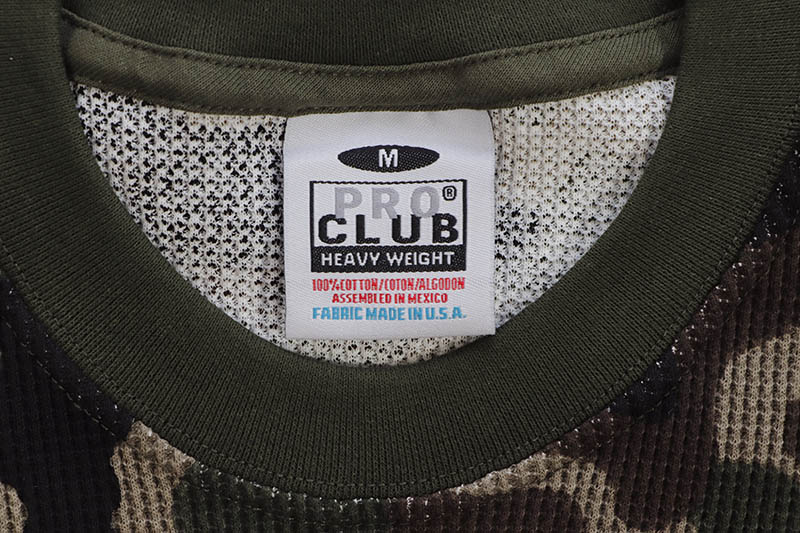 M
PRO®
CLUB
HEAVY WEIGHT
100%COTTON/COTON/ALGODON
ASSEMBLED IN MEXICO
FABRIC MADE IN U.S.A.